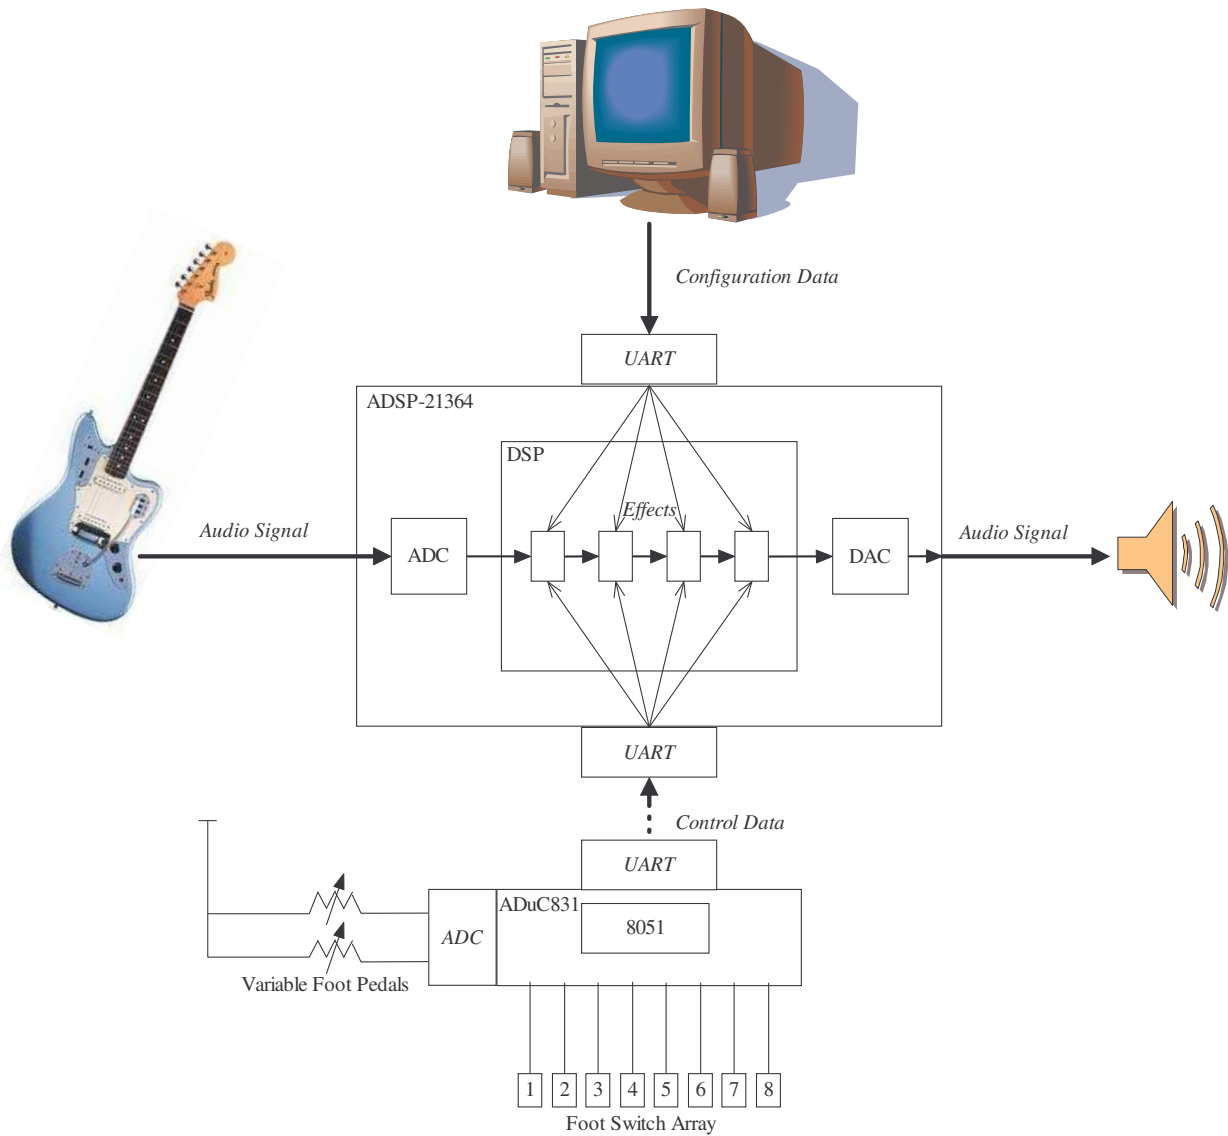 Configuration Data
UART
ADSP-21364
DSP
Effects
Audio Signal
ADC
DAC
Audio Signal
UART
Control Data
UART
ADuC831
8051
ADC
Variable Foot Pedals
1 2 3 4 5 6 7 8
Foot Switch Array